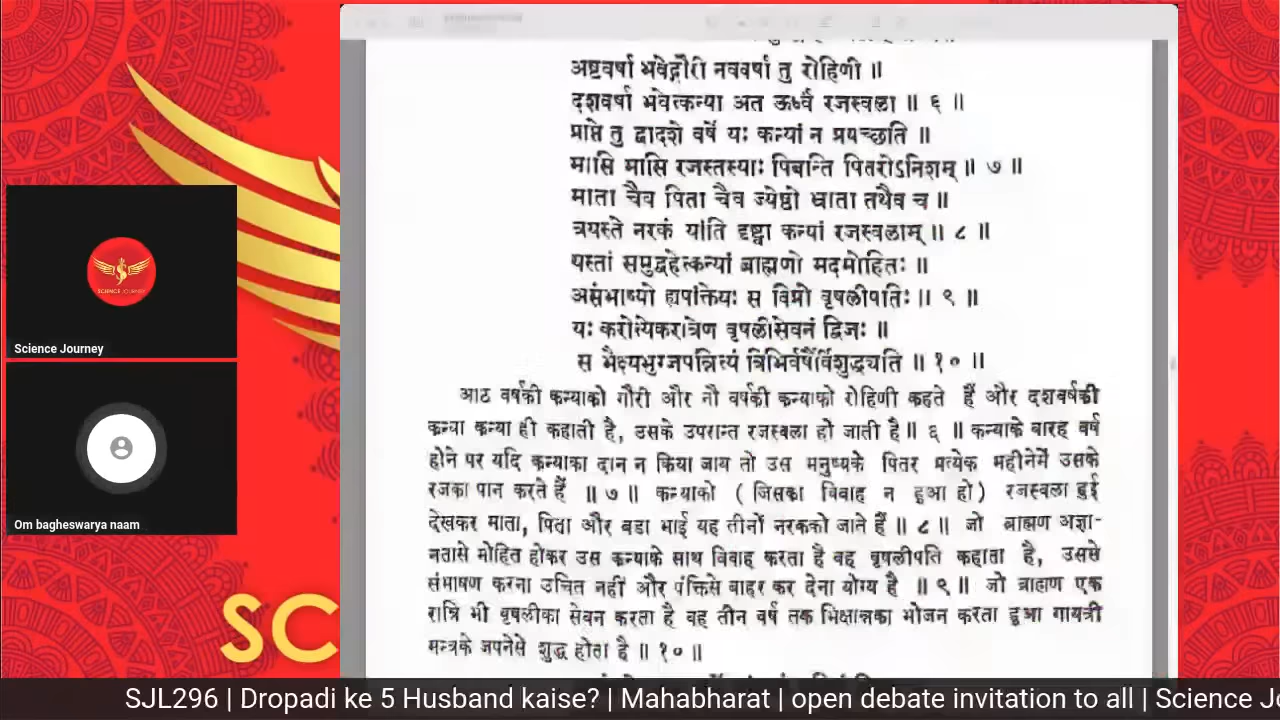 अष्टवर्षा भवेद्गौरी नववर्षा तु रोहिणी ॥
दशवर्षा भवेत्कन्या अत ऊर्ध्वं रजस्वला ॥ ६ ॥
प्राप्ते तु द्वादशे वर्षे यः कन्यां न प्रयच्छति ॥
मासि मासि रजस्तस्याः पिबन्ति पितरोऽनिशम् ॥ ७ ॥
माता चैव पिता चैव ज्येष्ठो भ्राता तथैव च ॥
त्रयस्ते नरकं यांति दृष्ट्वा कन्यां रजस्वलाम् ॥ ८ ॥
यस्तां समुद्वहेत्कन्यां ब्राह्मणो मदमोहितः ॥
असंभाष्यो ह्यपंक्तियः स विप्रो वृषलीपतिः ॥ ९ ॥
यः करोत्येकरात्रेण वृषलीसेवनं द्विजः ॥
स भैक्ष्यभुग्जपन्नित्यं त्रिभिर्वर्षैर्विशुद्ध्यति ॥ १० ॥
आठ वर्षकी कन्याको गौरी और नौ वर्षकी कन्याको रोहिणी कहते हैं और दशवर्षकी
कन्या कन्या ही कहाती है, उसके उपरान्त रजस्वला हो जाती है॥ ६ ॥ कन्याके बारह वर्ष
होने पर यदि कन्याका दान न किया जाय तो उस मनुष्यके पितर प्रत्येक महीनेमें उसके
रजका पान करते हैं ॥ ७ ॥ कन्याको ( जिसका विवाह न हुआ हो ) रजस्वला हुई
देखकर माता, पिता और बडा भाई यह तीनों नरकको जाते हैं ॥ ८ ॥ जो ब्राह्मण अज्ञा-
नतासे मोहित होकर उस कन्याके साथ विवाह करता है वह वृषलीपति कहाता है, उससे
संभाषण करना उचित नहीं और पंक्तिसे बाहर कर देना योग्य है ॥ ९ ॥ जो ब्राह्मण एक
रात्रि भी वृषलीका सेवन करता है वह तीन वर्ष तक भिक्षान्नका भोजन करता हुआ गायत्री
मन्त्रके जपनेसे शुद्ध होता है ॥ १० ॥
SCIENCE JOURNEY
Science Journey
Om bagheswarya naam
SC
SJL296 | Dropadi ke 5 Husband kaise? | Mahabharat | open debate invitation to all | Science Jo